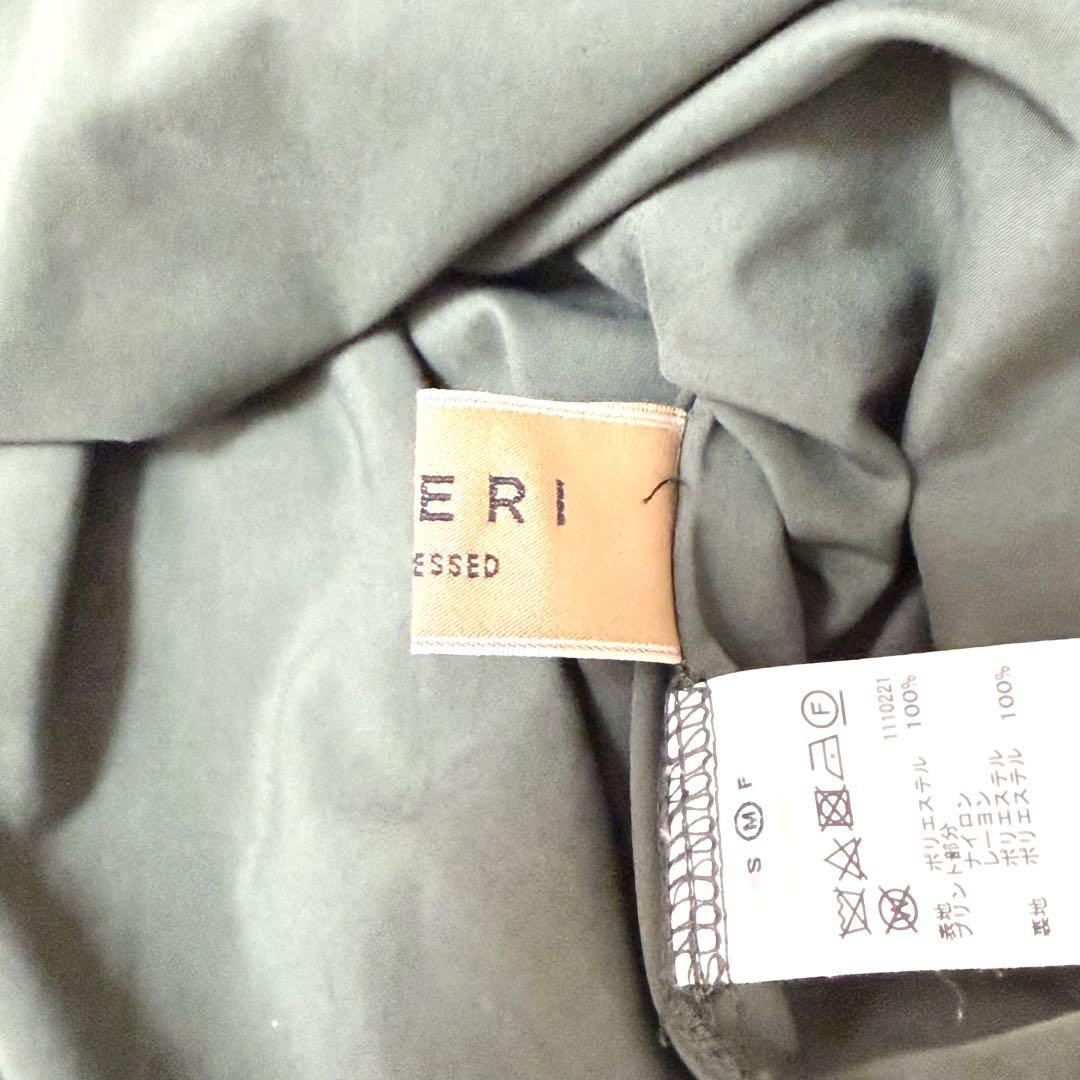 ERI
ESSED
S Ⓜ F
Ⓕ
W
1110221
表地 ポリエステル 100%
プリント部分
ナイロン
レーヨン
ポリエステル
裏地 ポリエステル 100%